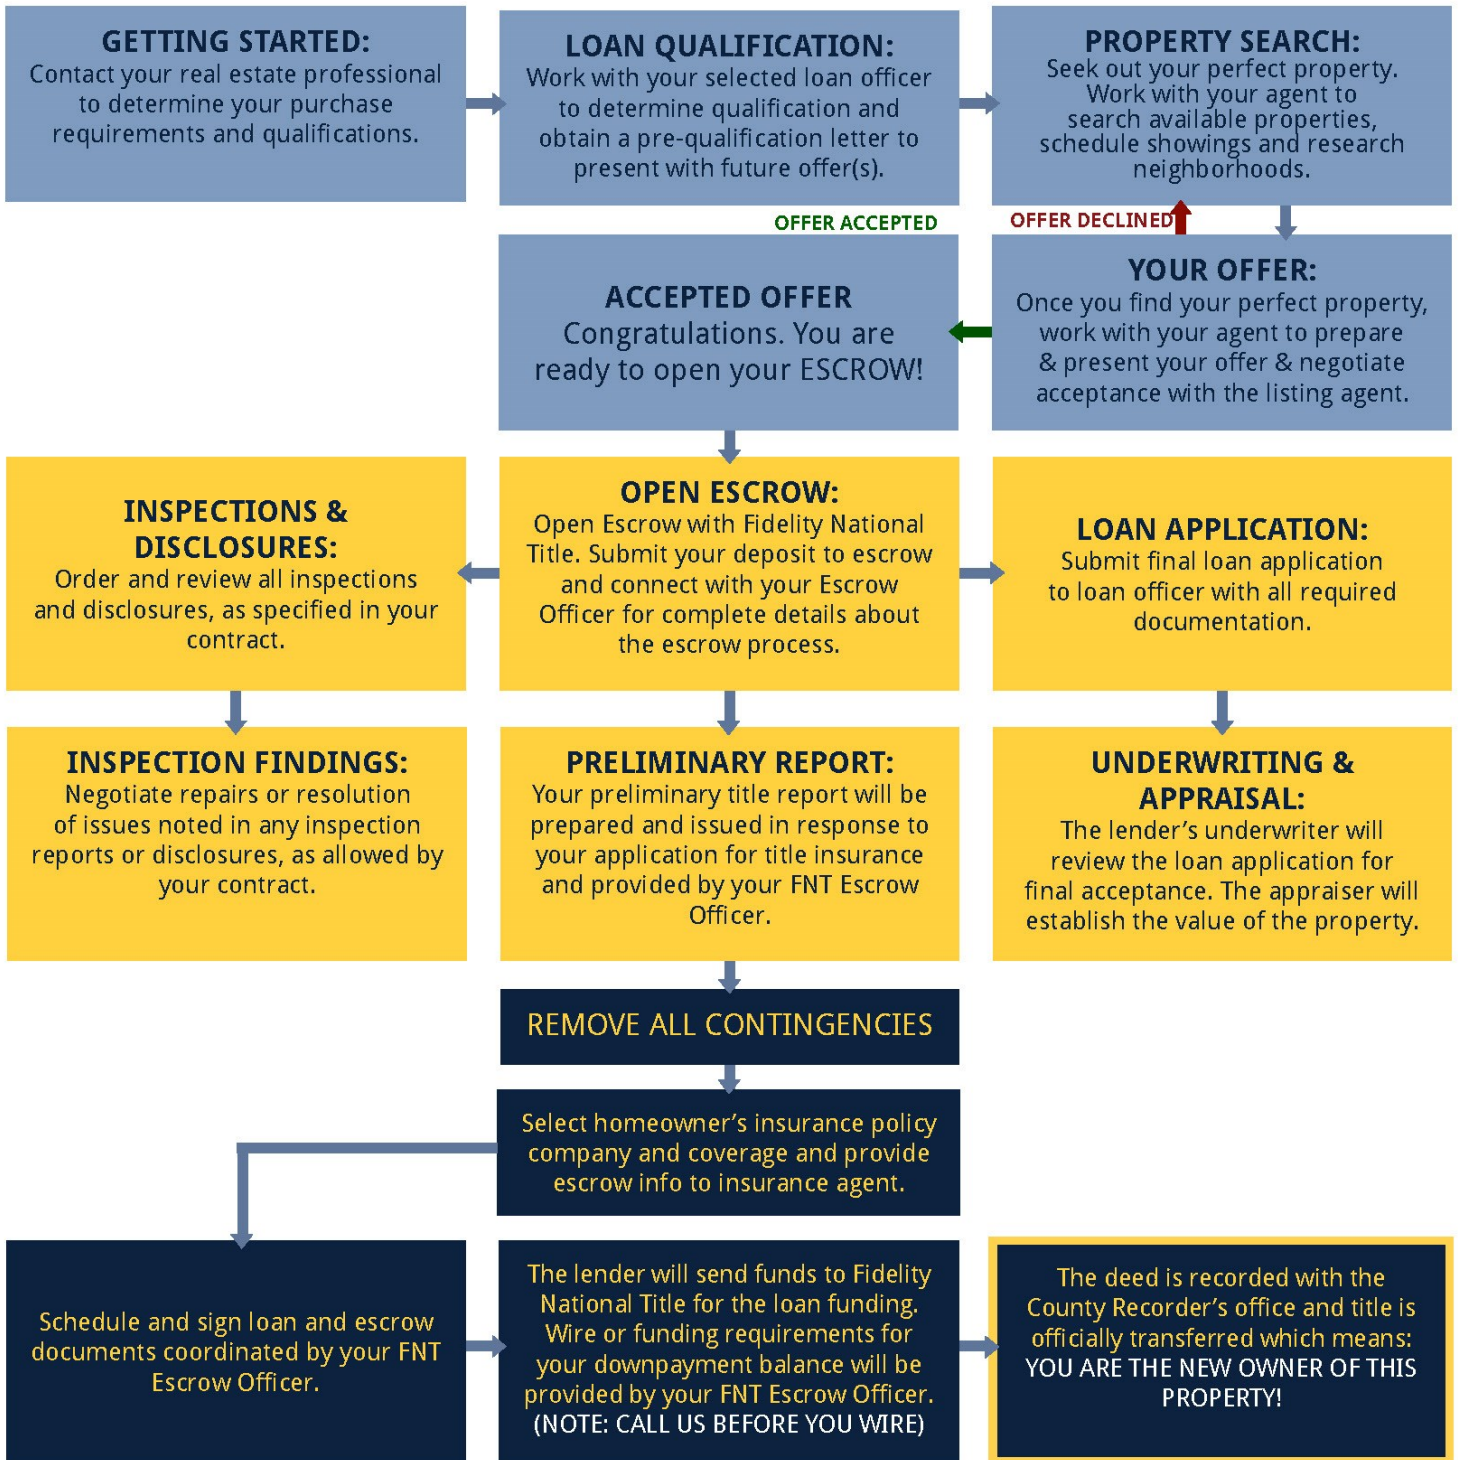 GETTING STARTED:
Contact your real estate professional
to determine your purchase
requirements and qualifications.
LOAN QUALIFICATION:
Work with your selected loan officer
to determine qualification and
obtain a pre-qualification letter to
present with future offer(s).
PROPERTY SEARCH:
Seek out your perfect property.
Work with your agent to
search available properties,
schedule showings and research
neighborhoods.
OFFER ACCEPTED
OFFER DECLINED
ACCEPTED OFFER
Congratulations. You are
ready to open your ESCROW!
YOUR OFFER:
Once you find your perfect property,
work with your agent to prepare
& present your offer & negotiate
acceptance with the listing agent.
INSPECTIONS &
DISCLOSURES:
Order and review all inspections
and disclosures, as specified in your
contract.
OPEN ESCROW:
Open Escrow with Fidelity National
Title. Submit your deposit to escrow
and connect with your Escrow
Officer for complete details about
the escrow process.
LOAN APPLICATION:
Submit final loan application
to loan officer with all required
documentation.
INSPECTION FINDINGS:
Negotiate repairs or resolution
of issues noted in any inspection
reports or disclosures, as allowed by
your contract.
PRELIMINARY REPORT:
Your preliminary title report will be
prepared and issued in response to
your application for title insurance
and provided by your FNT Escrow
Officer.
UNDERWRITING &
APPRAISAL:
The lender's underwriter will
review the loan application for
final acceptance. The appraiser will
establish the value of the property.
REMOVE ALL CONTINGENCIES
Select homeowner's insurance policy
company and coverage and provide
escrow info to insurance agent.
Schedule and sign loan and escrow
documents coordinated by your FNT
Escrow Officer.
The lender will send funds to Fidelity
National Title for the loan funding.
Wire or funding requirements for
your downpayment balance will be
provided by your FNT Escrow Officer.
(NOTE: CALL US BEFORE YOU WIRE)
The deed is recorded with the
County Recorder's office and title is
officially transferred which means:
YOU ARE THE NEW OWNER OF THIS
PROPERTY!